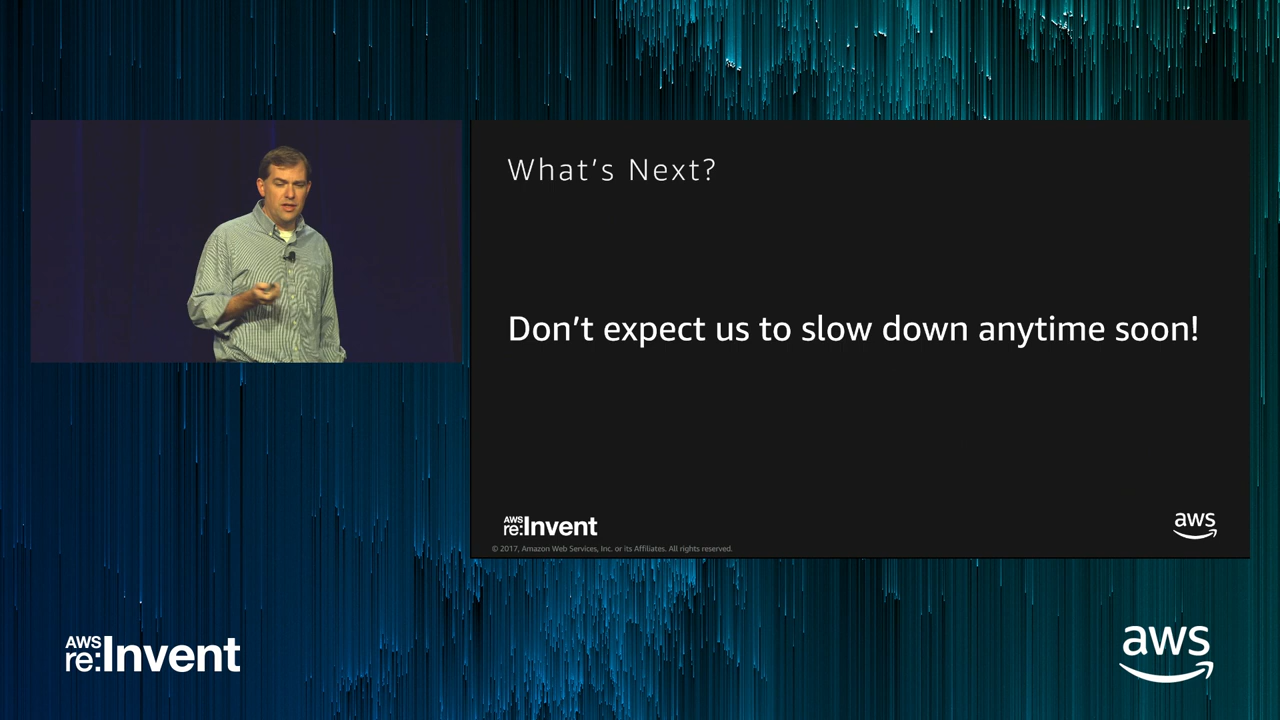 What's Next?
Don't expect us to slow down anytime soon!
AWS
re:Invent
aws
© 2017, Amazon Web Services, Inc. or its Affiliates. All rights reserved.
AWS
re:Invent
aws